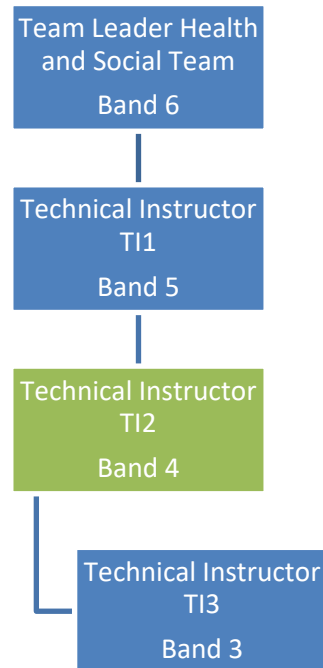 Team Leader Health
and Social Team
Band 6
Technical Instructor
TI1
Band 5
Technical Instructor
TI2
Band 4
Technical Instructor
TI3
Band 3